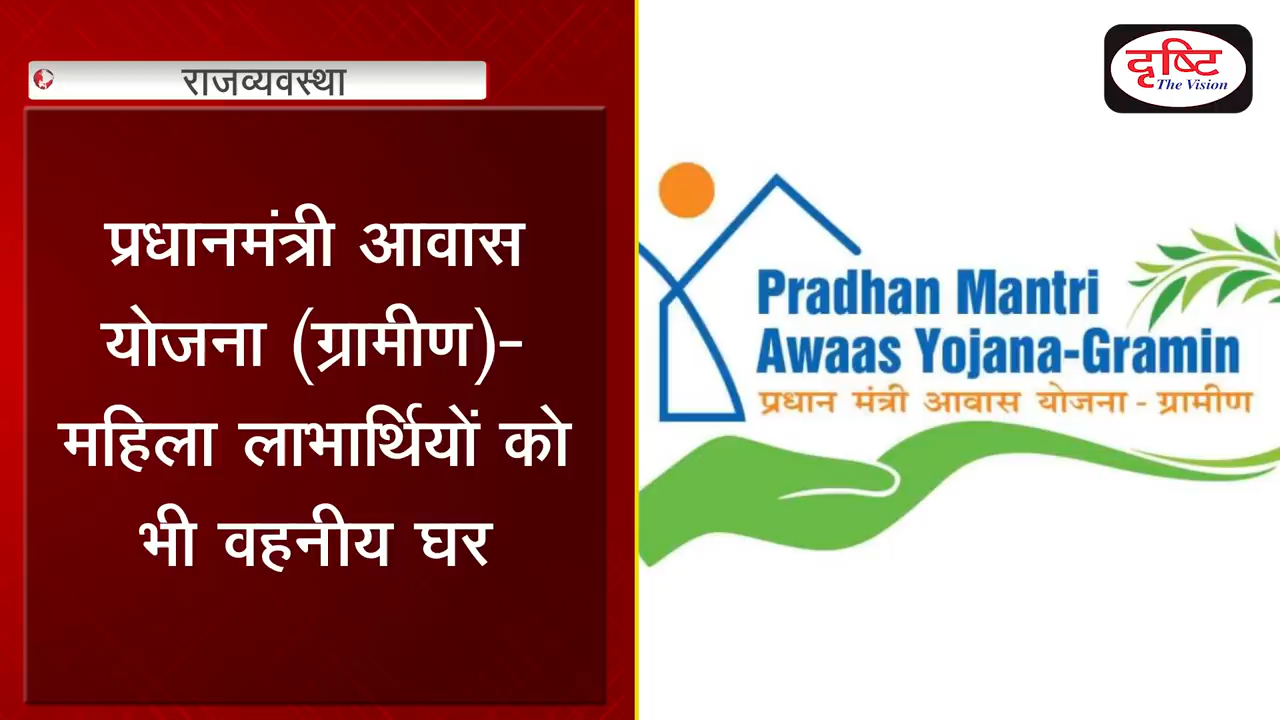 राजव्यवस्था
प्रधानमंत्री आवास
योजना (ग्रामीण)-
महिला लाभार्थियों को
भी वहनीय घर
दृष्टि
The Vision
Pradhan Mantri
Awaas Yojana-Gramin
प्रधान मंत्री आवास योजना - ग्रामीण